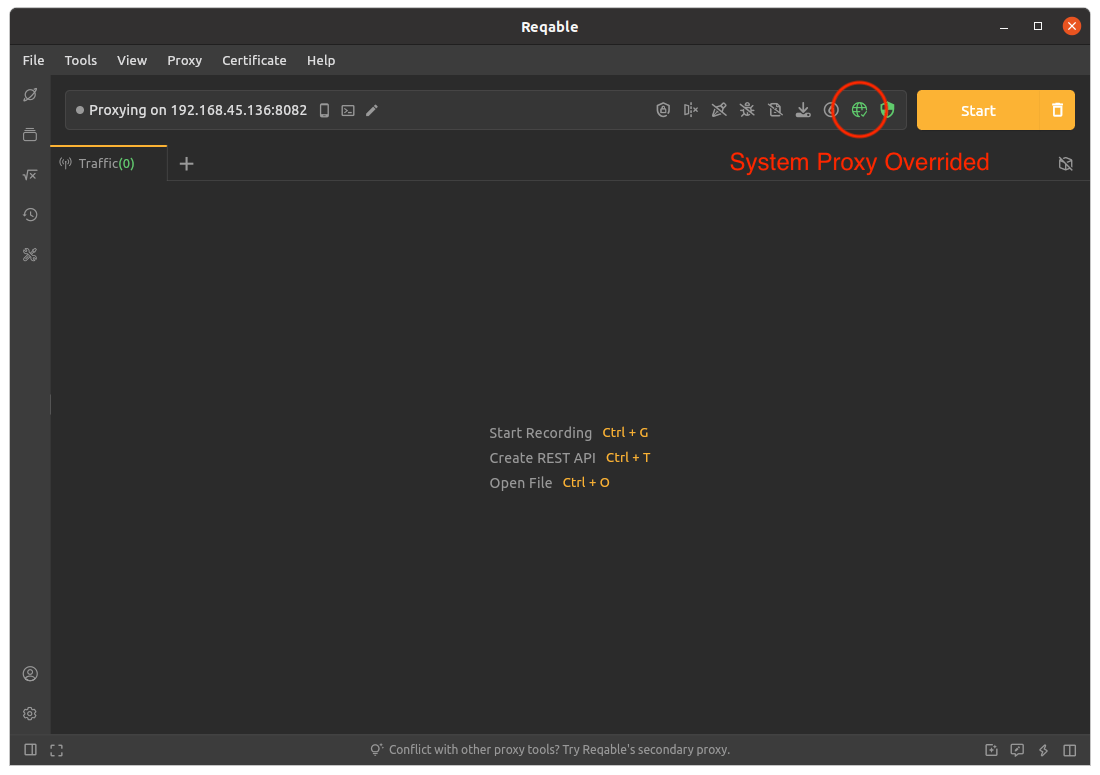 Reqable
File Tools View Proxy Certificate Help
Proxying on 192.168.45.136:8082
Start
Traffic(0)
System Proxy Overrided
Start Recording Ctrl + G
Create REST API Ctrl + T
Open File Ctrl + O
Conflict with other proxy tools? Try Reqable's secondary proxy.